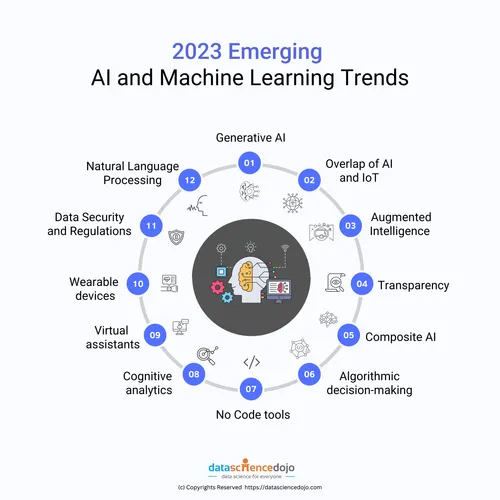 2023 Emerging
AI and Machine Learning Trends
Generative AI
01
Overlap of AI
and IoT
02
Augmented
Intelligence
03
Transparency
04
Composite AI
05
Algorithmic
decision-making
06
No Code tools
07
Cognitive
analytics
08
Virtual
assistants
09
Wearable
devices
10
Data Security
and Regulations
11
Natural Language
Processing
12
datasciencedojo
data science for everyone
(c) Copyrights Reserved https://datasciencedojo.com